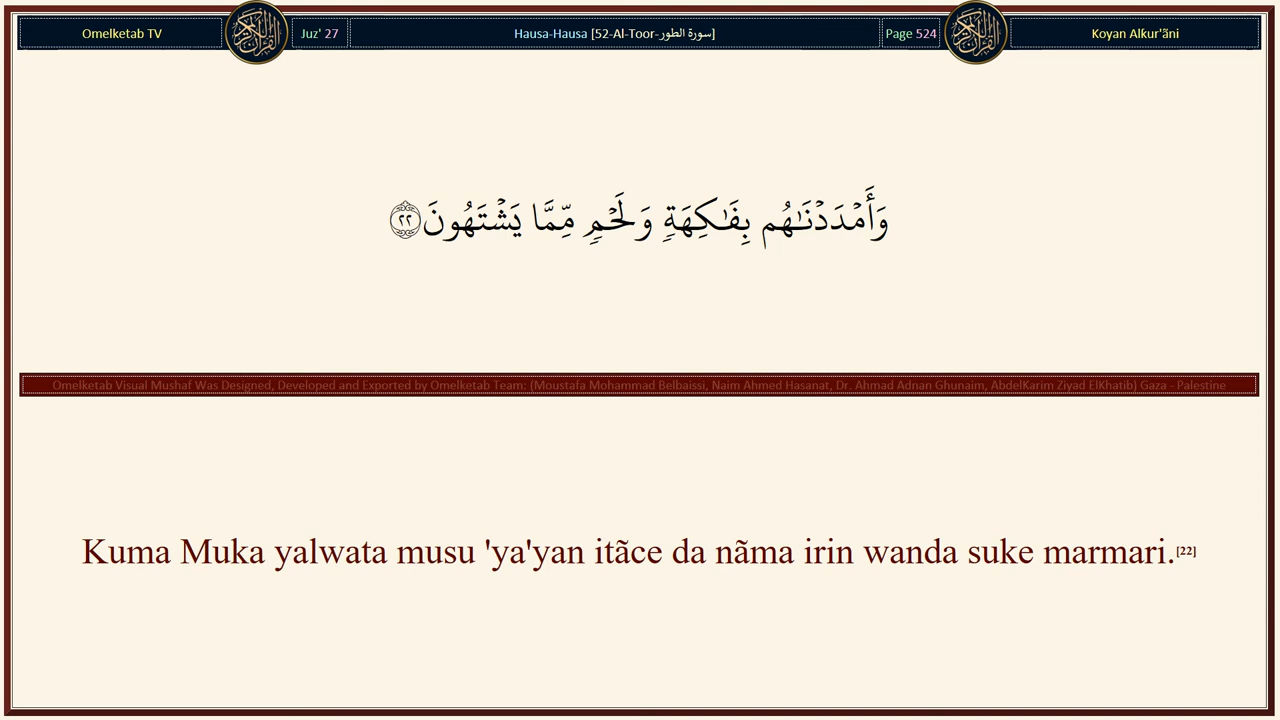 Omelketab TV
Juz' 27
Hausa-Hausa [52-Al-Toor-سورة الطور]
Page 524
Koyan Alƙur'ãni
وَأَمۡدَدۡنَٰهُم بِفَٰكِهَةٖ وَلَحۡمٖ مِّمَّا يَشۡتَهُونَ ٢٢
Omelketab Visual Mushaf Was Designed, Developed and Exported by Omelketab Team: (Moustafa Mohammad Belbaissi, Naim Ahmed Hasanat, Dr. Ahmad Adnan Ghunaim, AbdelKarim Ziyad ElKhatib) Gaza - Palestine
Kuma Muka yalwata musu 'ya'yan itãce da nãma irin wanda suke marmari.[22]